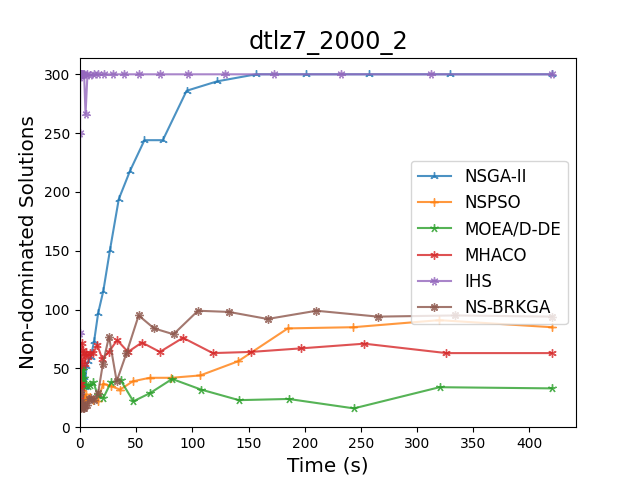 dtlz7_2000_2
Non-dominated Solutions
300
250
200
150
100
50
0
NSGA-II
NSPSO
MOEA/D-DE
MHACO
IHS
NS-BRKGA
0 50 100 150 200 250 300 350 400
Time (s)